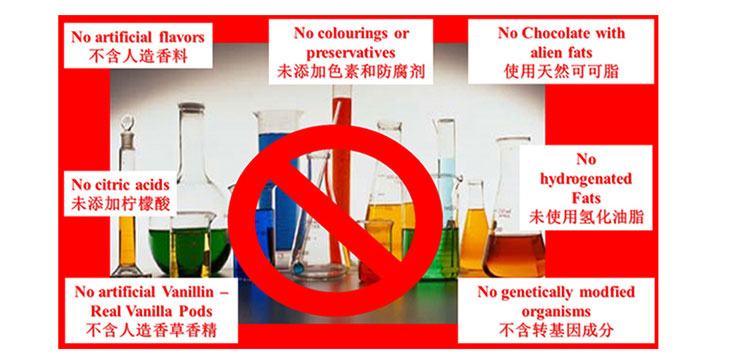 No artificial flavors
不含人造香料
No colourings or
preservatives
未添加色素和防腐剂
No Chocolate with
alien fats
使用天然可可脂
No citric acids
未添加柠檬酸
No
hydrogenated
Fats
未使用氢化油脂
No artificial Vanillin –
Real Vanilla Pods
不含人造香草香精
No genetically modfied
organisms
不含转基因成分